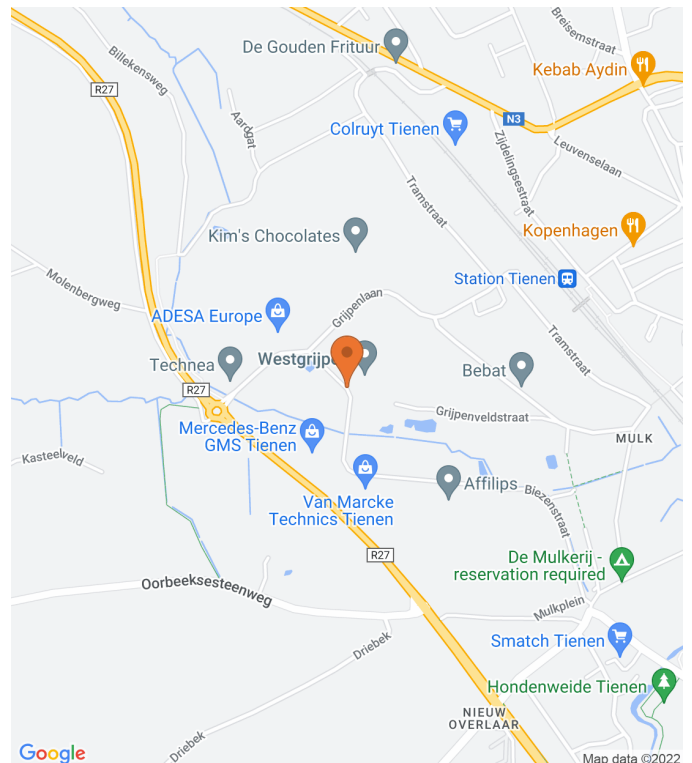 Breisemstraat
De Gouden Frituur
Billekensweg
Kebab Aydin
R27
Aardgat
N3
Colruyt Tienen
Zijdelingsestraat
Leuvenselaan
Tramstraat
Kim's Chocolates
Kopenhagen
Station Tienen
Molenbergweg
Grijpenlaan
ADESA Europe
Tramstraat
Technea
Bebat
R27
Grijpenveldstraat
Mercedes-Benz
GMS Tienen
MULK
Kasteelveld
Affilips
Van Marcke
Technics Tienen
Biezenstraat
R27
De Mulkerij -
reservation required
Oorbeeksesteenweg
Mulkplein
Driebek
Smatch Tienen
Hondenweide Tienen
NIEUW
OVERLAAR
Driebek
Google
Map data ©2022